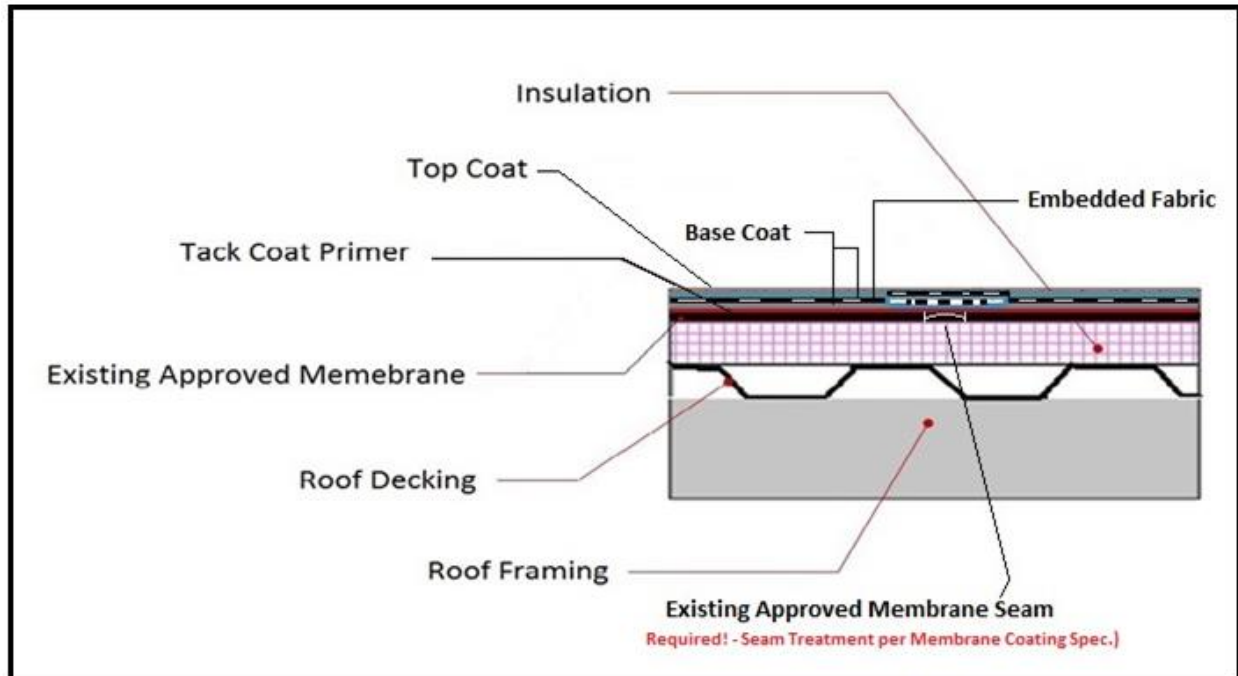 Insulation
Top Coat
Embedded Fabric
Base Coat
Tack Coat Primer
Existing Approved Memebrane
Roof Decking
Roof Framing
Existing Approved Membrane Seam
Required! - Seam Treatment per Membrane Coating Spec.)